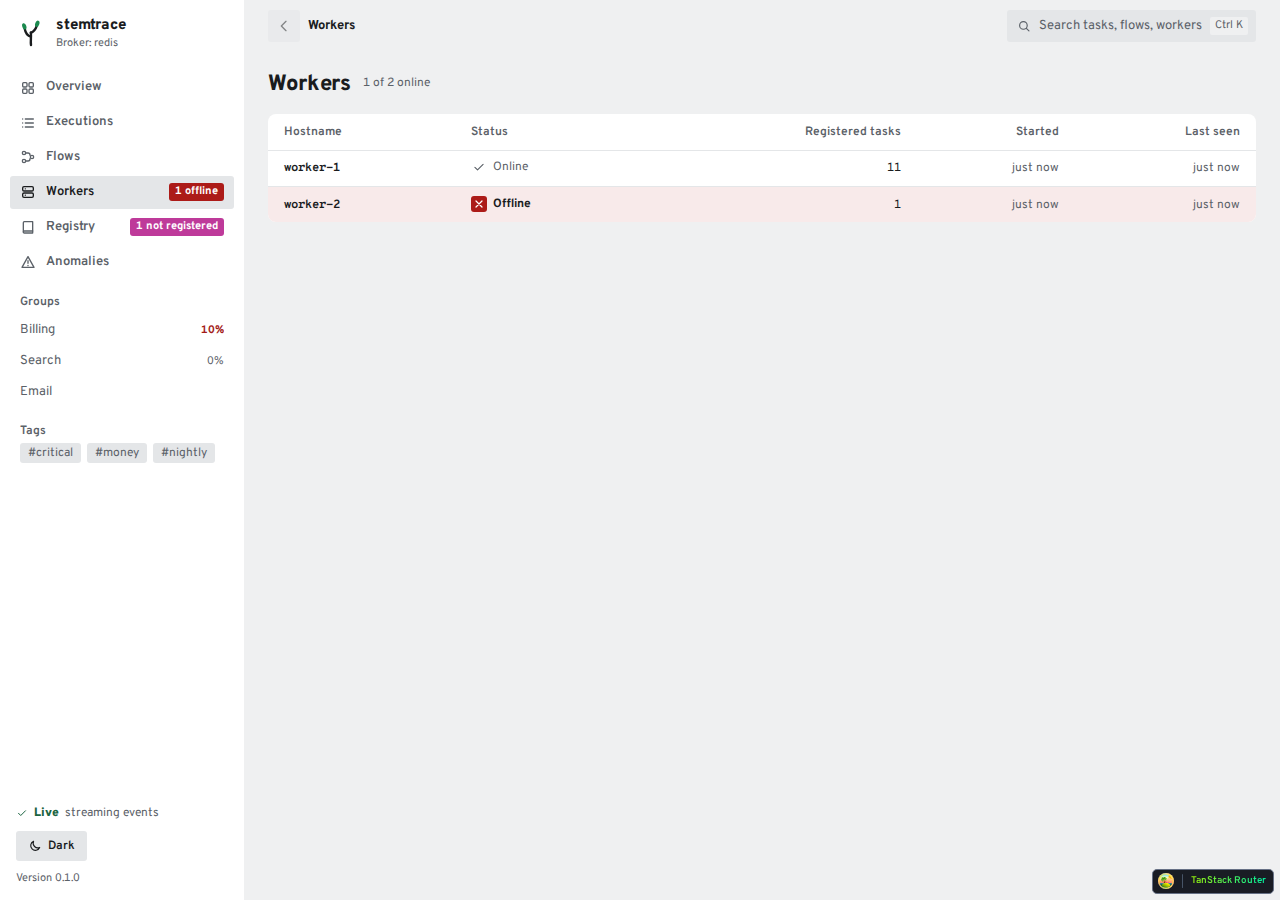 stemtrace
Broker: redis
Overview
Executions
Flows
Workers 1 offline
Registry 1 not registered
Anomalies
Groups
Billing 10%
Search 0%
Email
Tags
#critical #money #nightly
Live streaming events
Dark
Version 0.1.0
Workers
Search tasks, flows, workers Ctrl K
Workers 1 of 2 online
Hostname Status Registered tasks Started Last seen
worker-1 Online 11 just now just now
worker-2 Offline 1 just now just now
TanStack Router